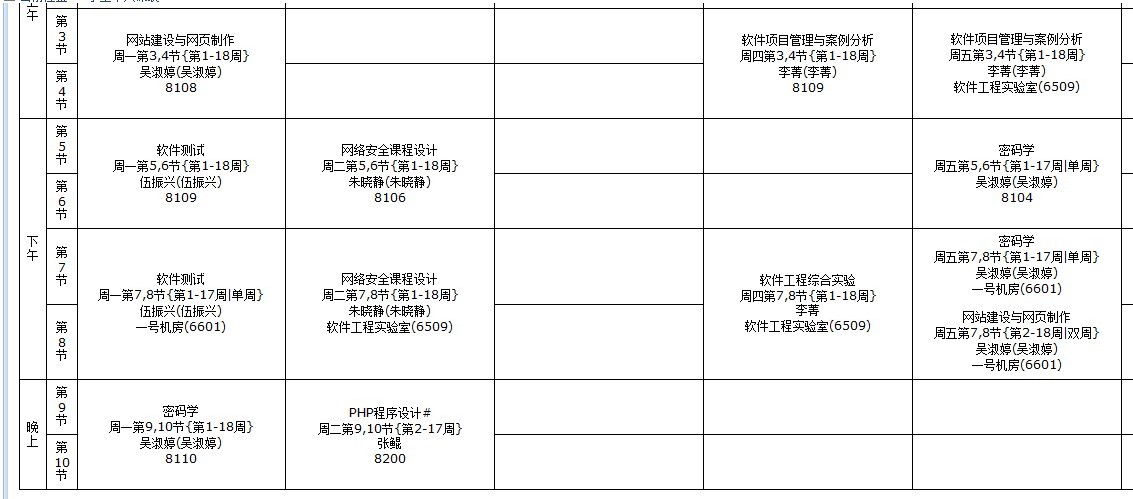 午
第
3
节
网站建设与网页制作
周一第3,4节{第1-18周}
吴淑婷(吴淑婷)
8108
软件项目管理与案例分析
周四第3,4节{第1-18周}
李菁(李菁)
8109
软件项目管理与案例分析
周五第3,4节{第1-18周}
李菁(李菁)
软件工程实验室(6509)
第
4
节
下
午
第
5
节
软件测试
周一第5,6节{第1-18周}
伍振兴(伍振兴)
8109
网络安全课程设计
周二第5,6节{第1-18周}
朱晓静(朱晓静)
8106
密码学
周五第5,6节{第1-17周|单周}
吴淑婷(吴淑婷)
8104
第
6
节
第
7
节
软件测试
周一第7,8节{第1-17周|单周}
伍振兴(伍振兴)
一号机房(6601)
网络安全课程设计
周二第7,8节{第1-18周}
朱晓静(朱晓静)
软件工程实验室(6509)
软件工程综合实验
周四第7,8节{第1-18周}
李菁
软件工程实验室(6509)
密码学
周五第7,8节{第1-17周|单周}
吴淑婷(吴淑婷)
一号机房(6601)
网站建设与网页制作
周五第7,8节{第2-18周|双周}
吴淑婷(吴淑婷)
一号机房(6601)
第
8
节
晚
上
第
9
节
密码学
周一第9,10节{第1-18周}
吴淑婷(吴淑婷)
8110
PHP程序设计#
周二第9,10节{第2-17周}
张鲲
8200
第
10
节